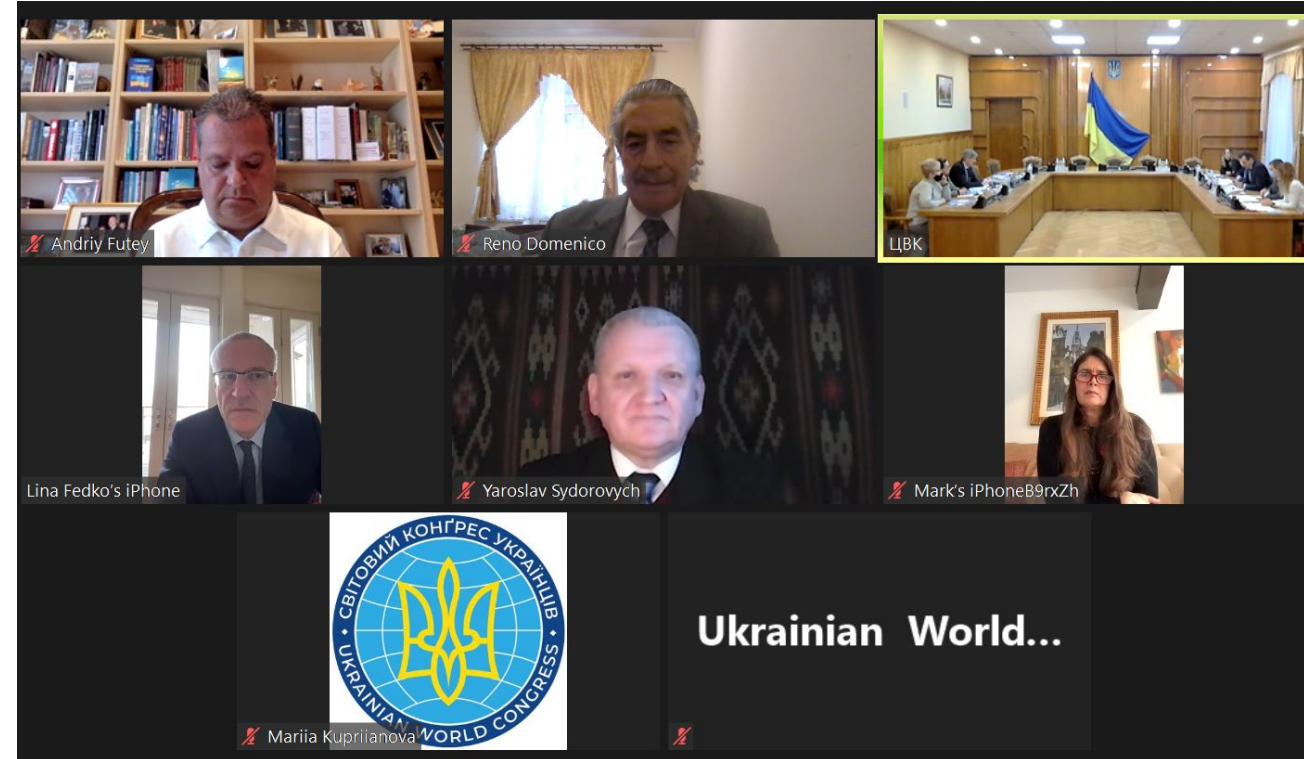 Andriy Futey
Reno Domenico
ЦВК
Lina Fedko's iPhone
Yaroslav Sydorovych
Mark's iPhoneB9rxZh
СВІТОВИЙ КОНҐРЕС УКРАЇНЦІВ
UKRAINIAN WORLD CONGRESS
Mariia Kupriianova
Ukrainian World...